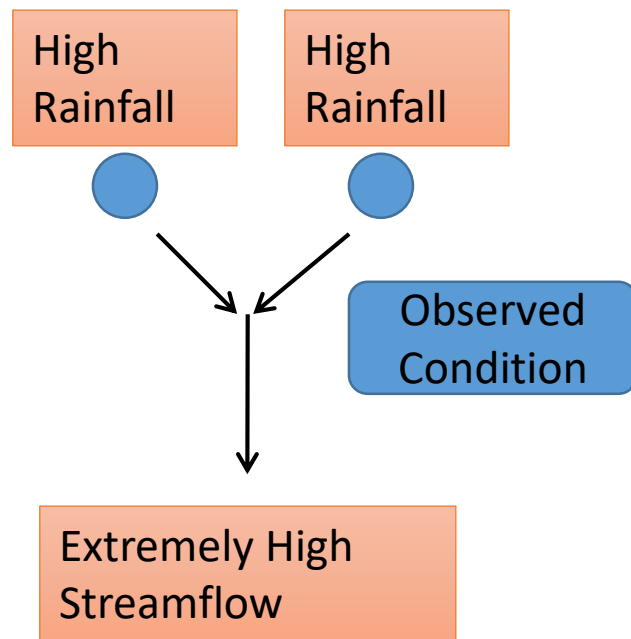 High
Rainfall
High
Rainfall
Observed
Condition
Extremely High
Streamflow